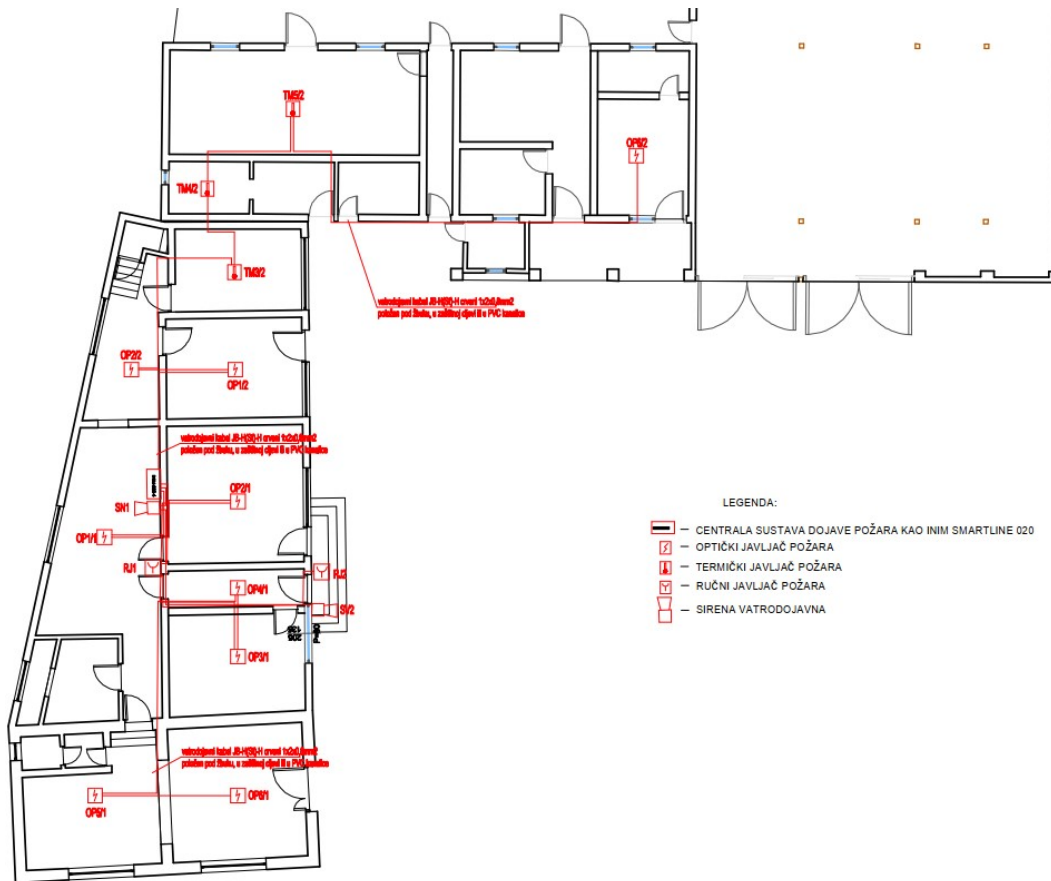 TM5/2
OP6/2
TM4/2
TM3/2
vatrodojavni kabel JB-H(St)-H crveni 1x2x0,8mm2
položen pod žbuku, u zaštitnoj cijevi ili u PVC kanalice
OP2/2
OP1/2
vatrodojavni kabel JB-H(St)-H crveni 1x2x0,8mm2
položen pod žbuku, u zaštitnoj cijevi ili u PVC kanalice
OP2/1
SN1
OP1/1
RJ1
RJ2
OP4/1
SV2
OP3/1
vatrodojavni kabel JB-H(St)-H crveni 1x2x0,8mm2
položen pod žbuku, u zaštitnoj cijevi ili u PVC kanalice
OP5/1
OP6/1
LEGENDA:
– CENTRALA SUSTAVA DOJAVE POŽARA KAO INIM SMARTLINE 020
– OPTIČKI JAVLJAČ POŽARA
– TERMIČKI JAVLJAČ POŽARA
– RUČNI JAVLJAČ POŽARA
– SIRENA VATRODOJAVNA